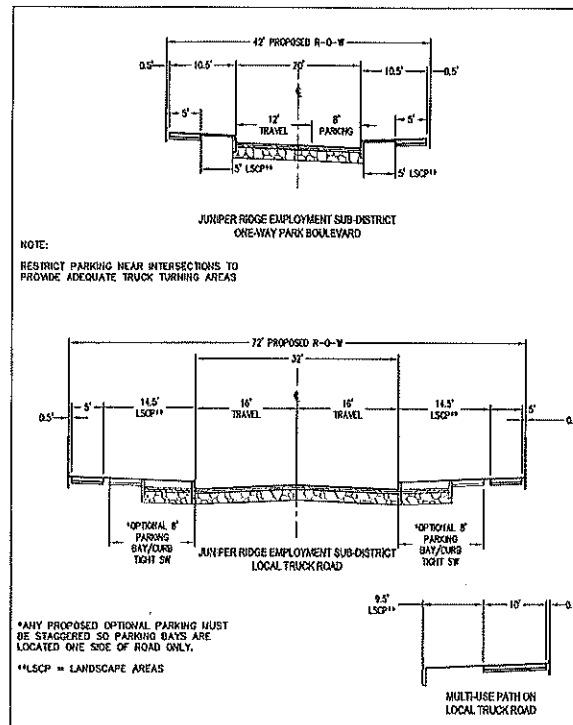 42' PROPOSED R-O-W
0.5' 10.5' 20' 10.5' 0.5'
5' 12' 8' 5'
TRAVEL PARKING
5' LSCP** 5' LSCP**
JUNIPER RIDGE EMPLOYMENT SUB-DISTRICT
ONE-WAY PARK BOULEVARD
NOTE:
RESTRICT PARKING NEAR INTERSECTIONS TO
PROVIDE ADEQUATE TRUCK TURNING AREAS
72' PROPOSED R-O-W
32'
0.5' 5' 14.5' 16' 16' 14.5' 5'
LSCP** TRAVEL TRAVEL LSCP**
*OPTIONAL 8' *OPTIONAL 8'
PARKING PARKING
BAY/CURB BAY/CURB
TIGHT SW TIGHT SW
JUNIPER RIDGE EMPLOYMENT SUB-DISTRICT
LOCAL TRUCK ROAD
9.5' 10'
LSCP**
*ANY PROPOSED OPTIONAL PARKING MUST
BE STAGGERED SO PARKING BAYS ARE
LOCATED ONE SIDE OF ROAD ONLY.
**LSCP = LANDSCAPE AREAS
MULTI-USE PATH ON
LOCAL TRUCK ROAD